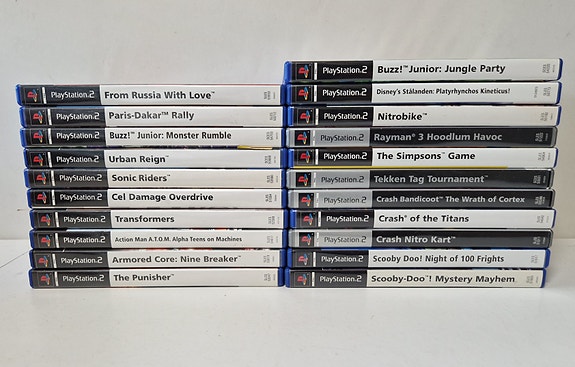 PlayStation.2 From Russia With Love™
PlayStation.2 Paris-Dakar™ Rally
PlayStation.2 Buzz!™ Junior: Monster Rumble
PlayStation.2 Urban Reign™
PlayStation.2 Sonic Riders™
PlayStation.2 Cel Damage Overdrive
PlayStation.2 Transformers
PlayStation.2 Action Man A.T.O.M. Alpha Teens on Machines
PlayStation.2 Armored Core: Nine Breaker™
PlayStation.2 The Punisher™
PlayStation.2 Buzz!™ Junior: Jungle Party
PlayStation.2 Disney's Stålanden: Platyrhynchos Kineticus!
PlayStation.2 Nitrobike™
PlayStation.2 Rayman® 3 Hoodlum Havoc
PlayStation.2 The Simpsons™ Game
PlayStation.2 Tekken Tag Tournament™
PlayStation.2 Crash Bandicoot™ The Wrath of Cortex
PlayStation.2 Crash® of the Titans
PlayStation.2 Crash Nitro Kart™
PlayStation.2 Scooby Doo! Night of 100 Frights
PlayStation.2 Scooby-Doo™! Mystery Mayhem